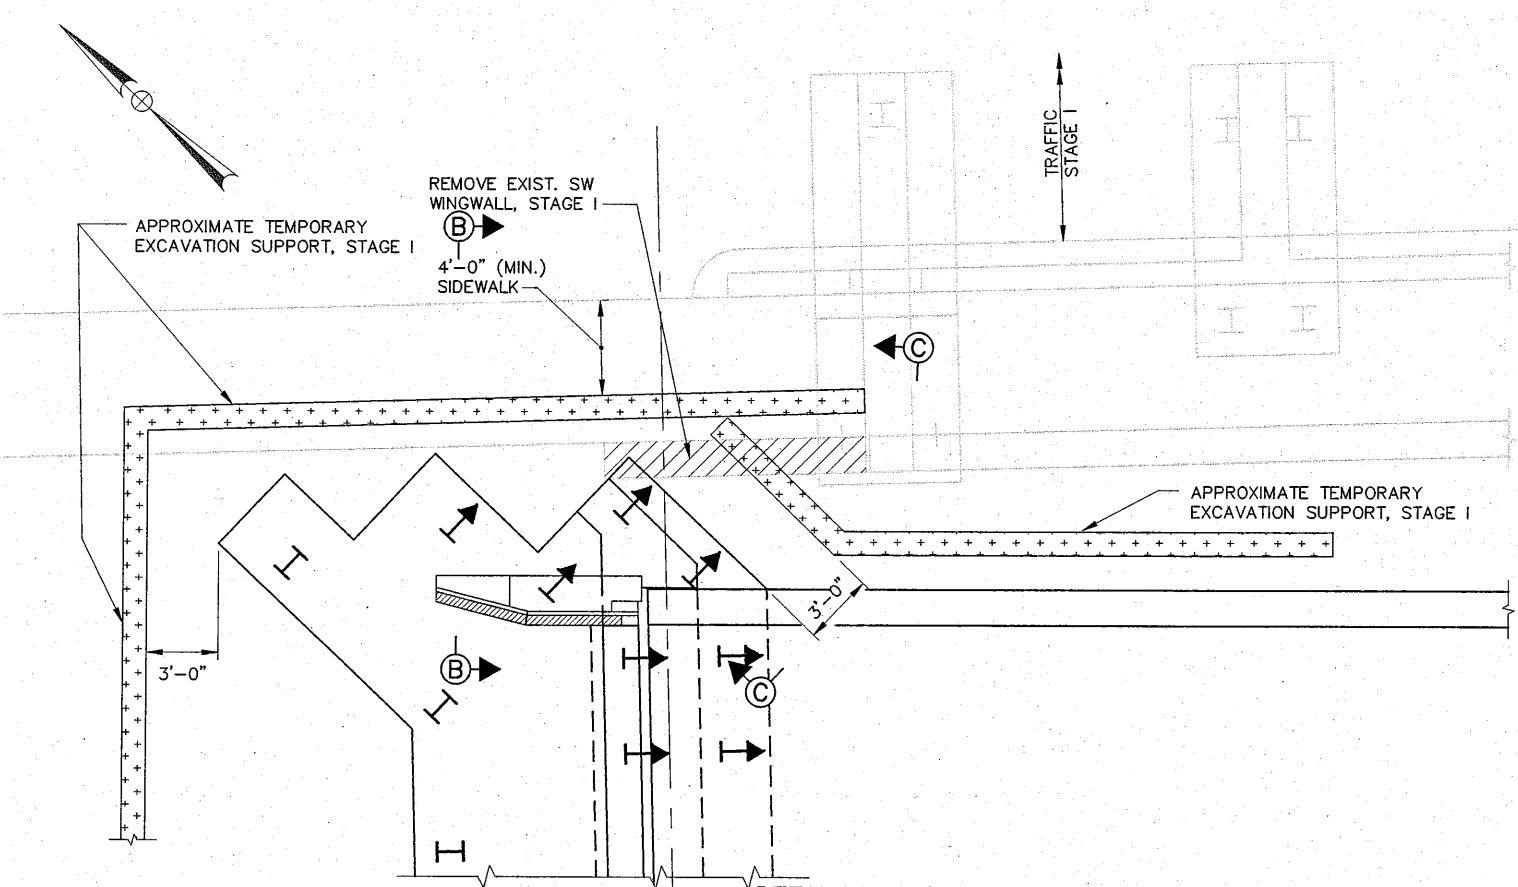 TRAFFIC
STAGE I
REMOVE EXIST. SW
WINGWALL, STAGE I
B
APPROXIMATE TEMPORARY
EXCAVATION SUPPORT, STAGE I
4'-0" (MIN.)
SIDEWALK
C
APPROXIMATE TEMPORARY
EXCAVATION SUPPORT, STAGE I
3'-0"
3'-0"
B
C